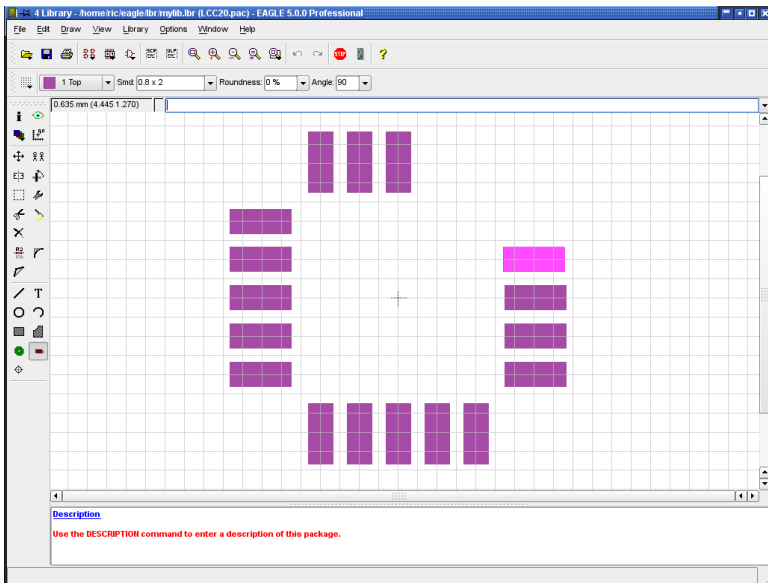 4 Library - /home/ric/eagle/lbr/mylib.lbr (LCC20.pac) - EAGLE 5.0.0 Professional
File Edit Draw View Library Options Window Help
1 Top Smd: 0.8 x 2 Roundness: 0 % Angle: 90
0.635 mm (4.445 1.270)
T
Description
Use the DESCRIPTION command to enter a description of this package.